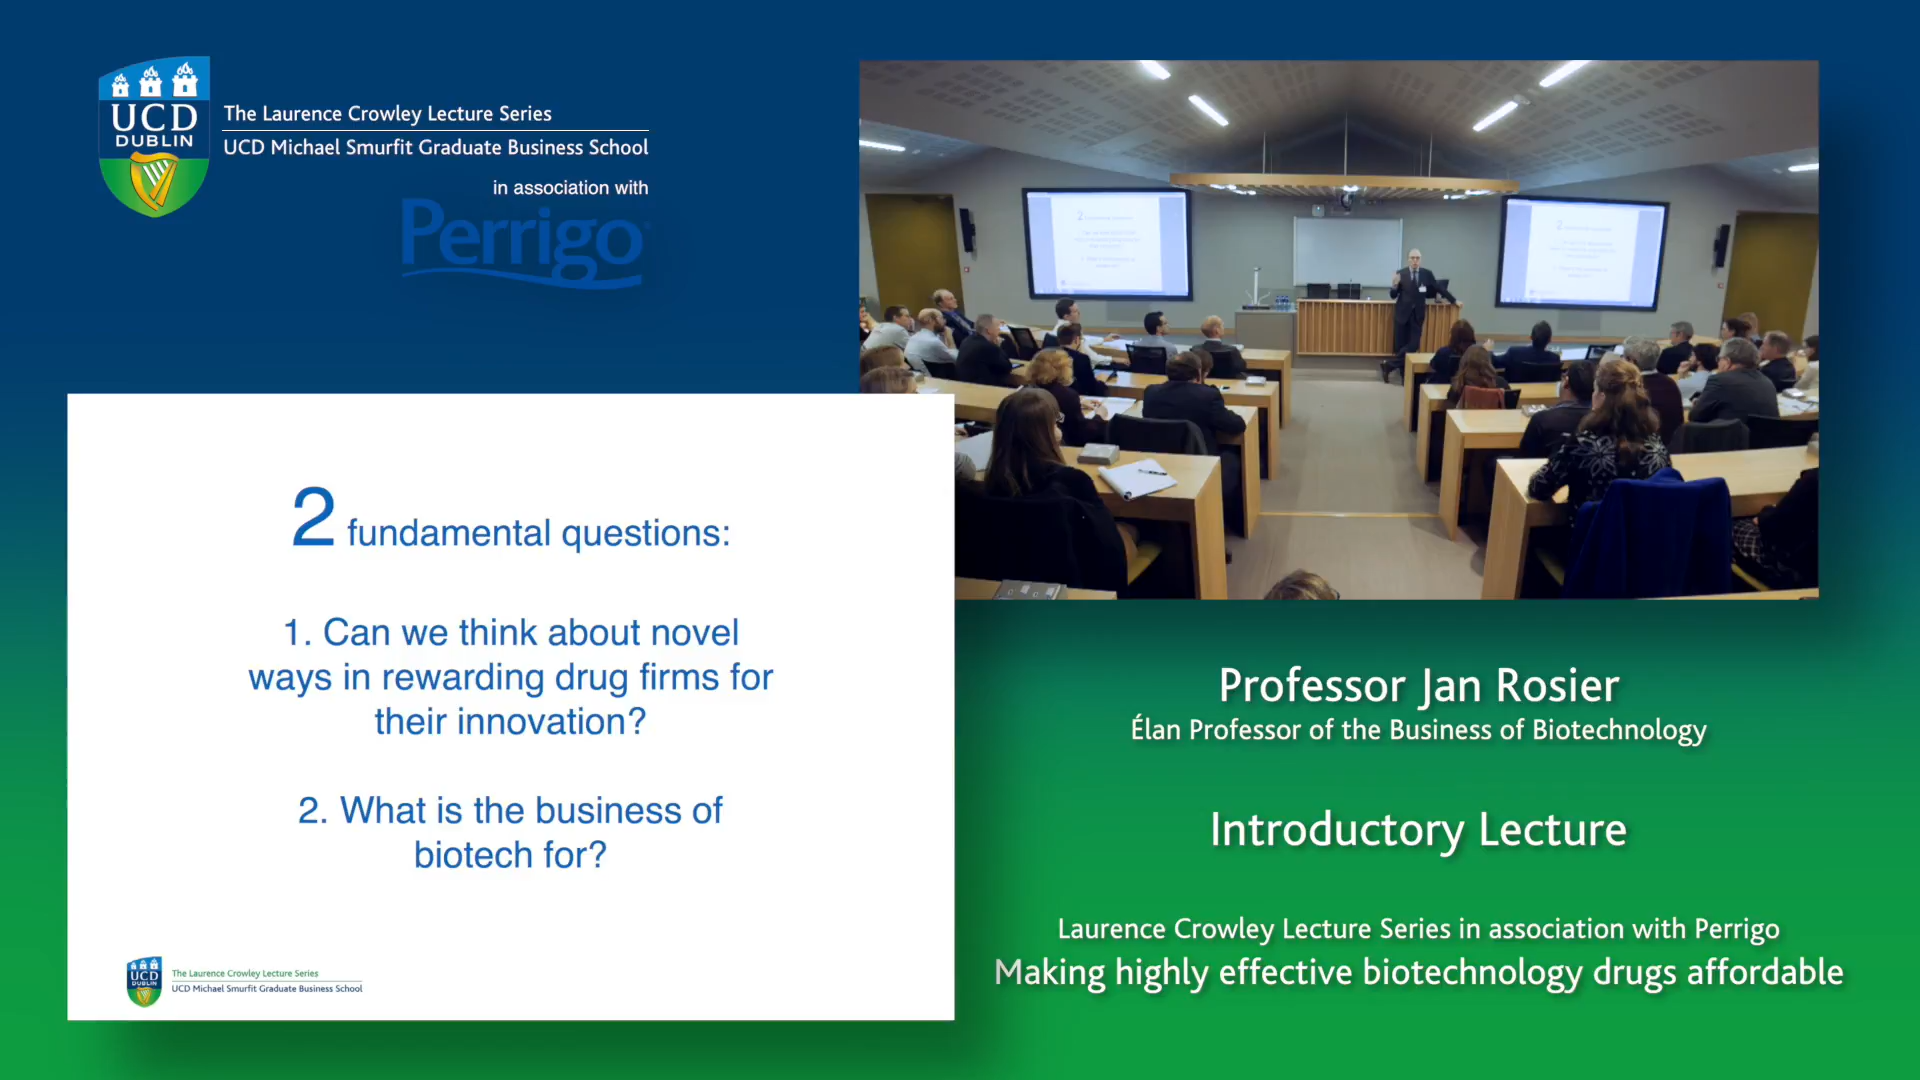 UCD
DUBLIN
The Laurence Crowley Lecture Series
UCD Michael Smurfit Graduate Business School
in association with
Perrigo
2 fundamental questions:
1. Can we think about novel
ways in rewarding drug firms for
their innovation?
2. What is the business of
biotech for?
UCD
DUBLIN
The Laurence Crowley Lecture Series
UCD Michael Smurfit Graduate Business School
Professor Jan Rosier
Élan Professor of the Business of Biotechnology
Introductory Lecture
Laurence Crowley Lecture Series in association with Perrigo
Making highly effective biotechnology drugs affordable